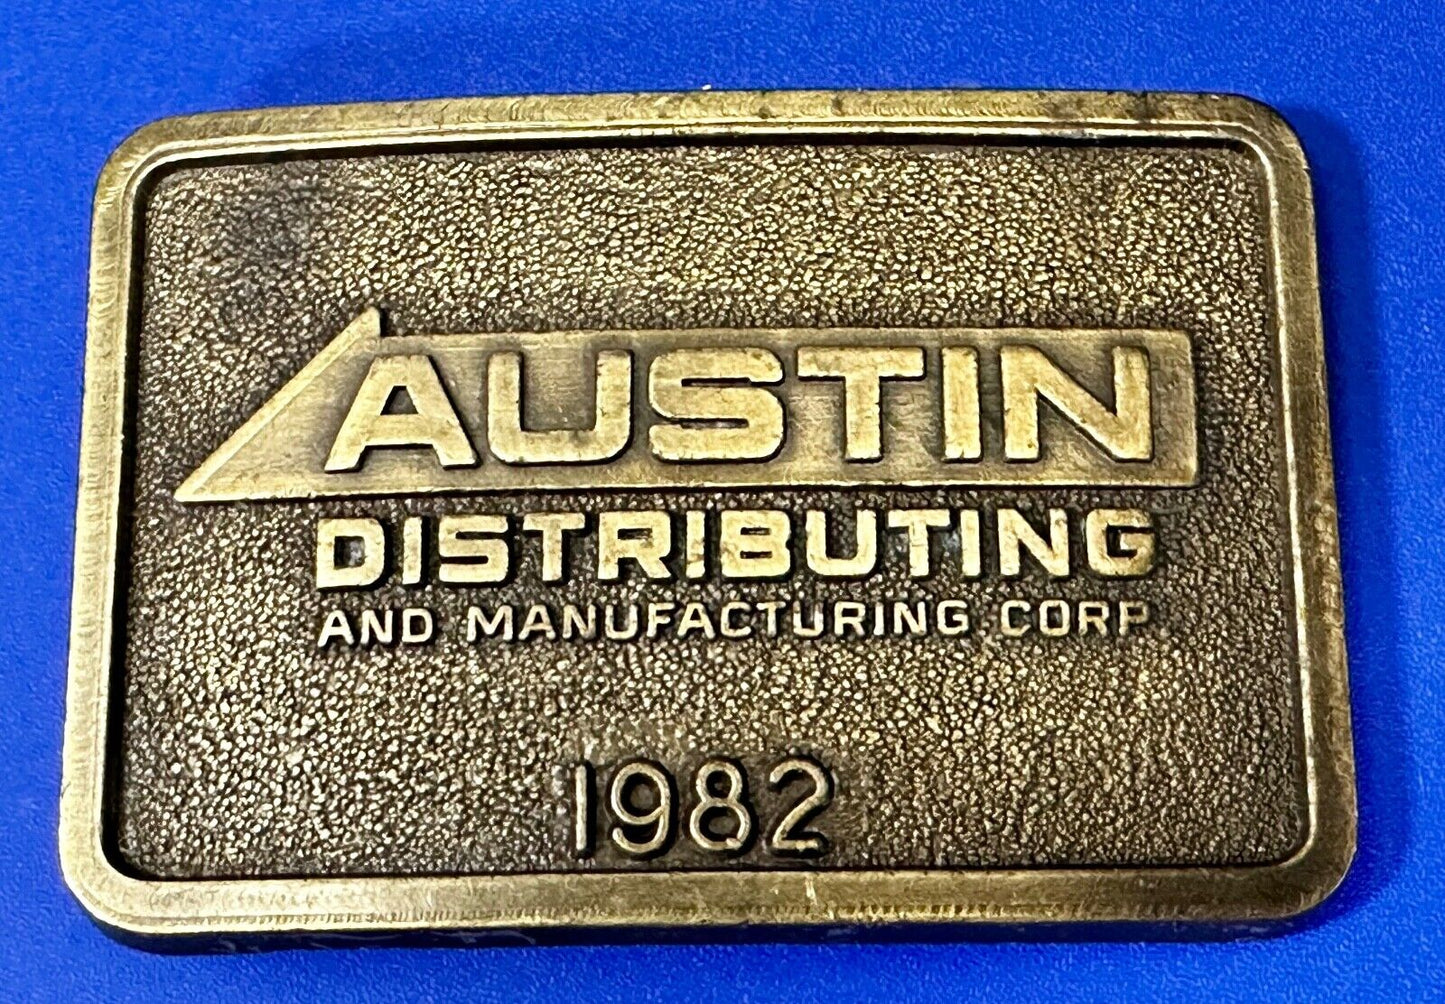 AUSTIN
DISTRIBUTING
AND MANUFACTURING CORP
1982